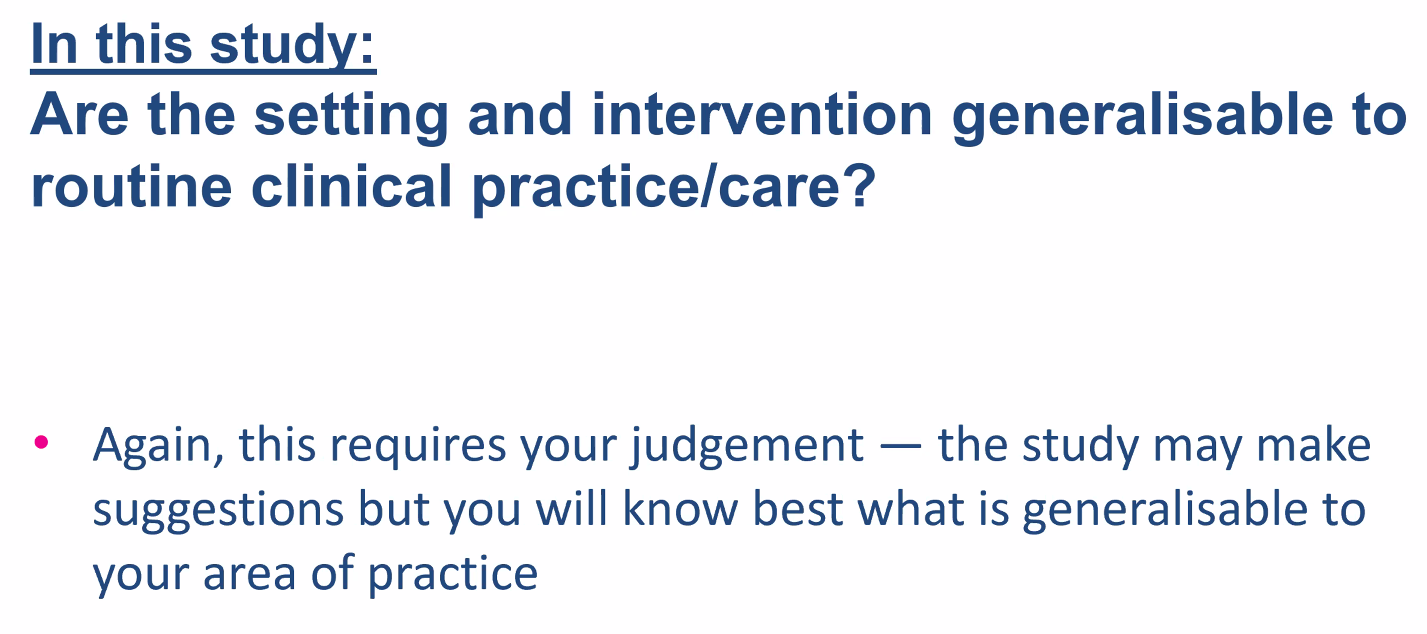 In this study:
Are the setting and intervention generalisable to
routine clinical practice/care?
• Again, this requires your judgement — the study may make
suggestions but you will know best what is generalisable to
your area of practice